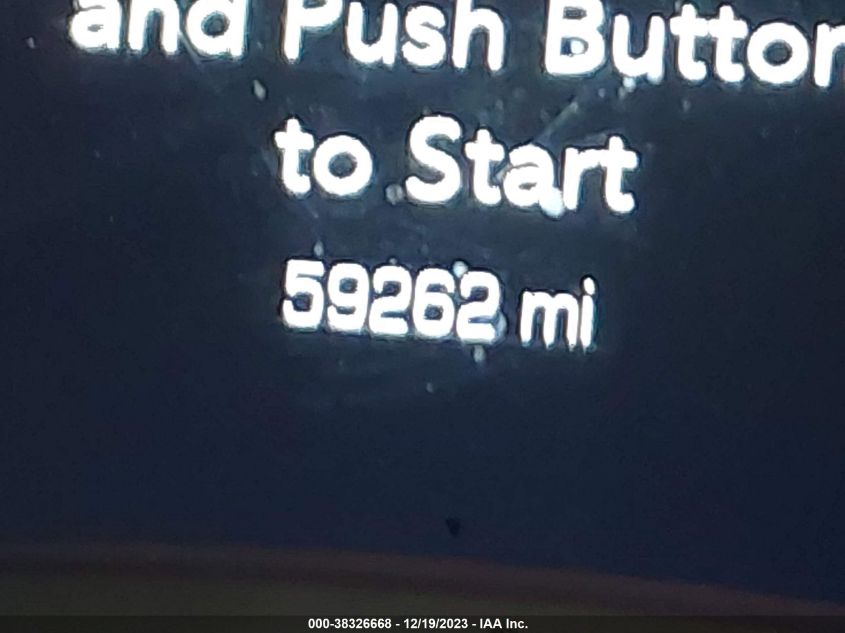 and Push Button
to Start
59262 mi
000-38326668 - 12/19/2023 - IAA Inc.